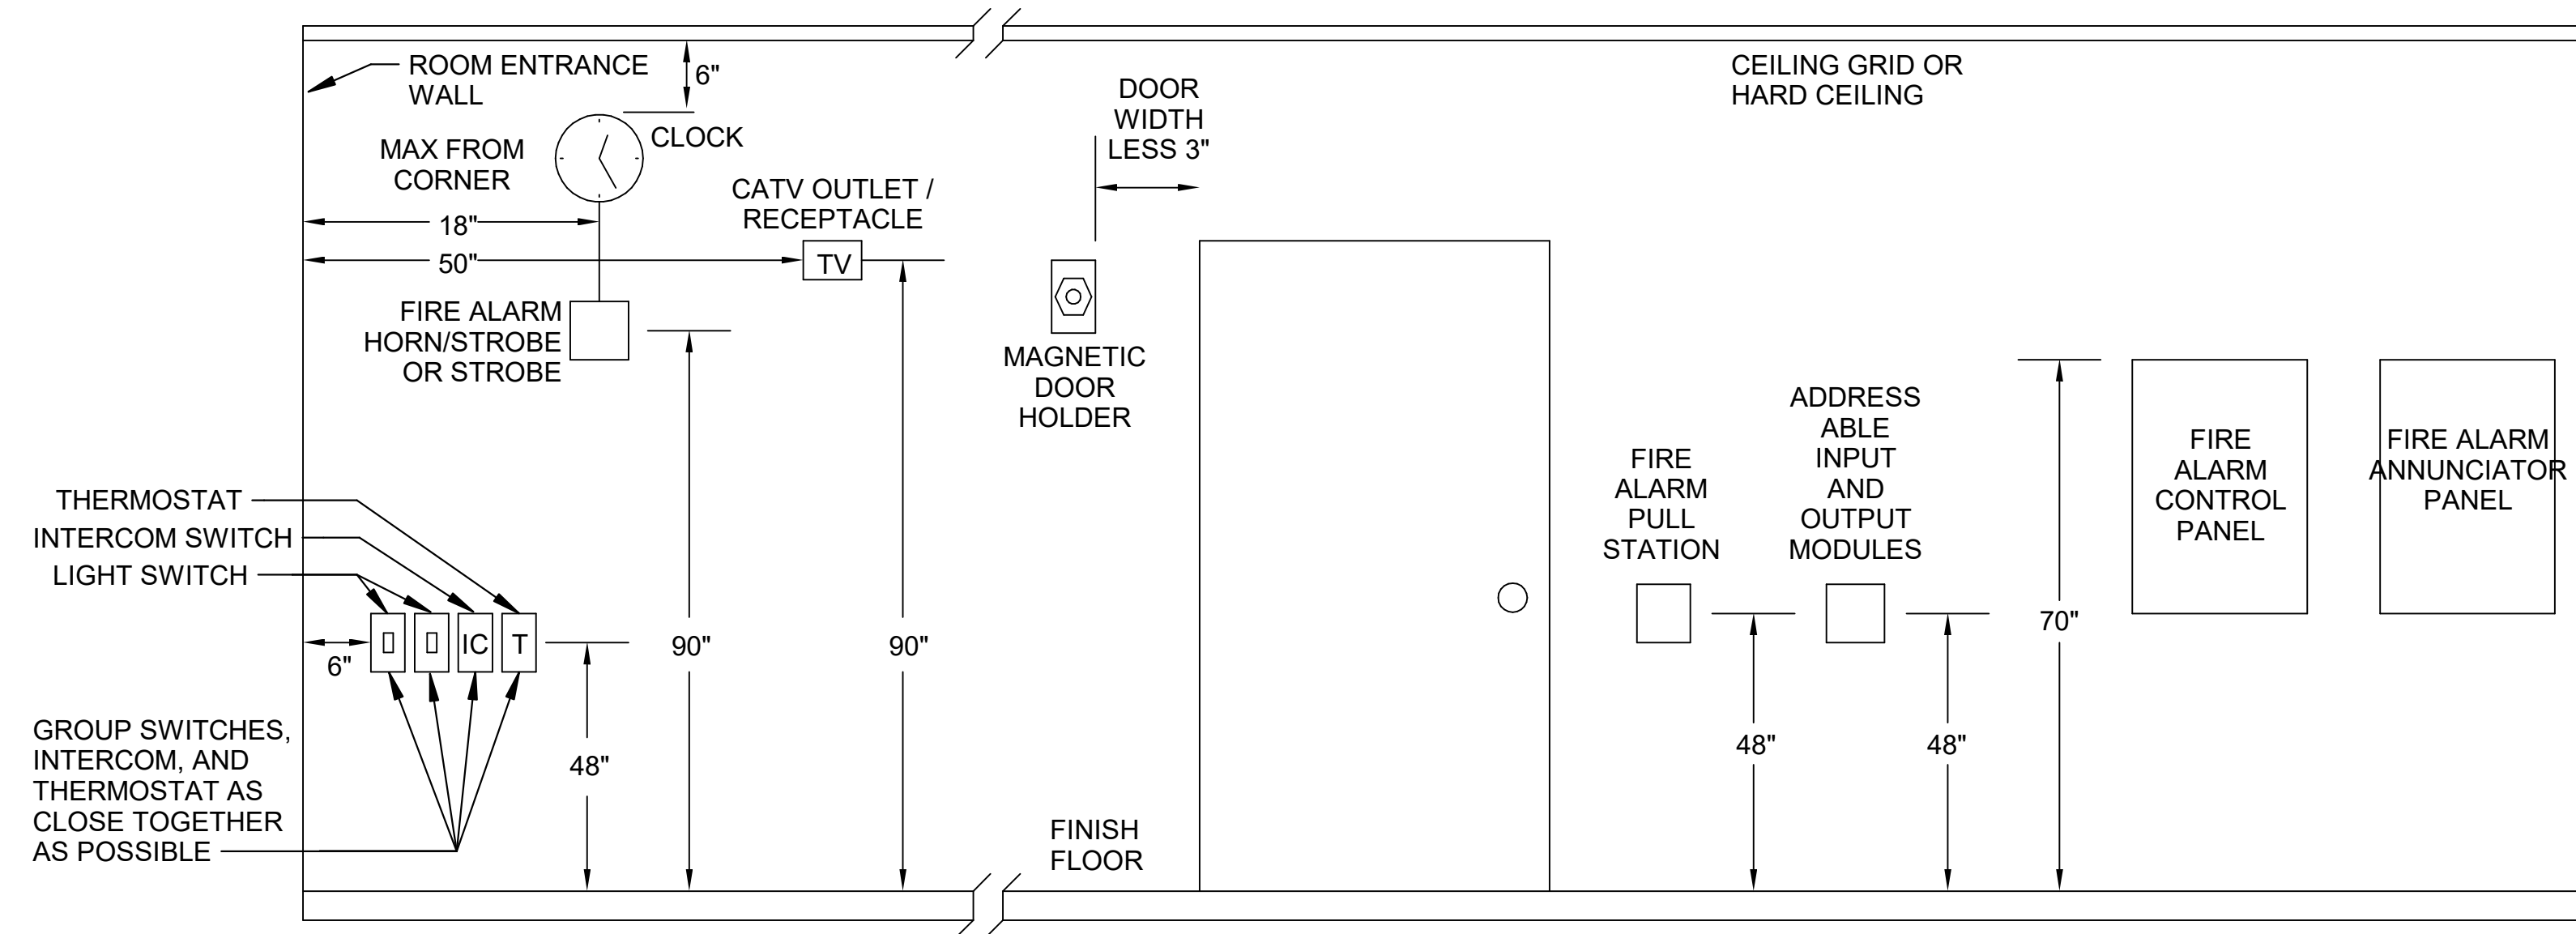 ROOM ENTRANCE
WALL
6"
CLOCK
MAX FROM
CORNER
18"
50"
CATV OUTLET /
RECEPTACLE
TV
FIRE ALARM
HORN/STROBE
OR STROBE
DOOR
WIDTH
LESS 3"
CEILING GRID OR
HARD CEILING
MAGNETIC
DOOR
HOLDER
THERMOSTAT
INTERCOM SWITCH
LIGHT SWITCH
IC
T
6"
GROUP SWITCHES,
INTERCOM, AND
THERMOSTAT AS
CLOSE TOGETHER
AS POSSIBLE
48"
90"
90"
FINISH
FLOOR
FIRE
ALARM
PULL
STATION
48"
ADDRESS
ABLE
INPUT
AND
OUTPUT
MODULES
48"
70"
FIRE
ALARM
CONTROL
PANEL
FIRE ALARM
ANNUNCIATOR
PANEL